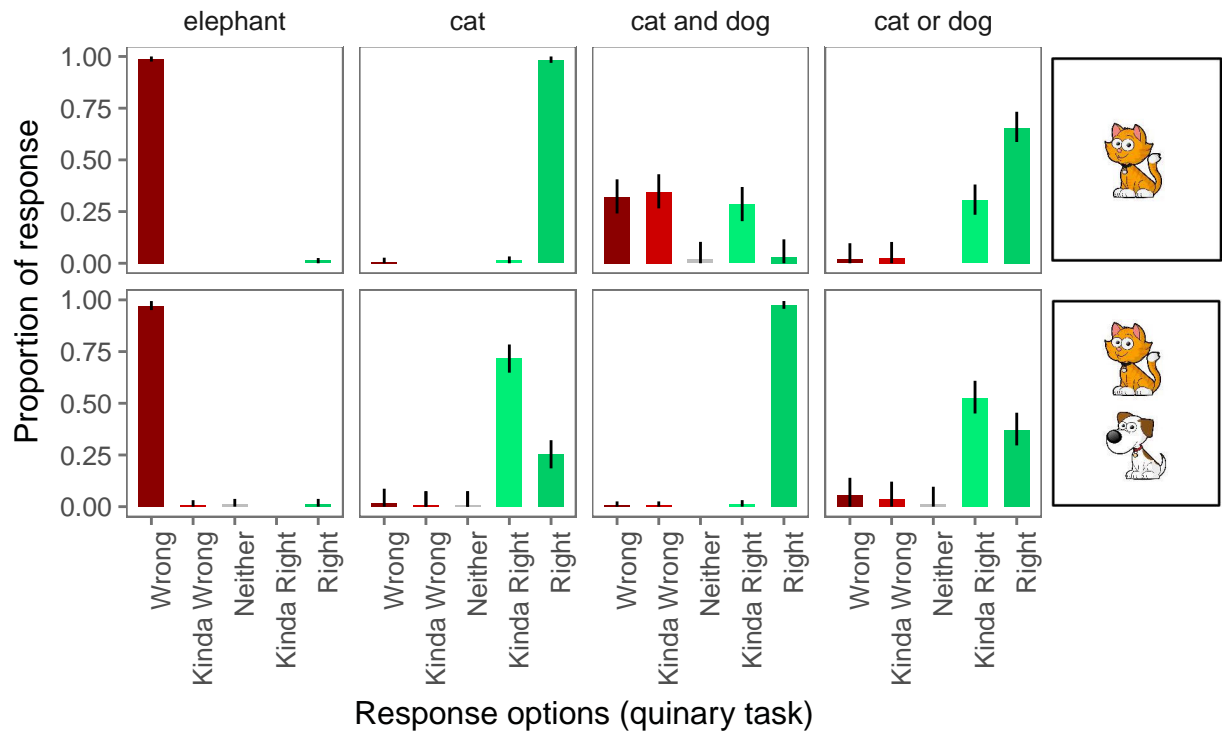 elephant cat cat and dog cat or dog
Proportion of response
1.00
0.75
0.50
0.25
0.00
1.00
0.75
0.50
0.25
0.00
Wrong
Kinda Wrong
Neither
Kinda Right
Right
Wrong
Kinda Wrong
Neither
Kinda Right
Right
Wrong
Kinda Wrong
Neither
Kinda Right
Right
Wrong
Kinda Wrong
Neither
Kinda Right
Right
Response options (quinary task)